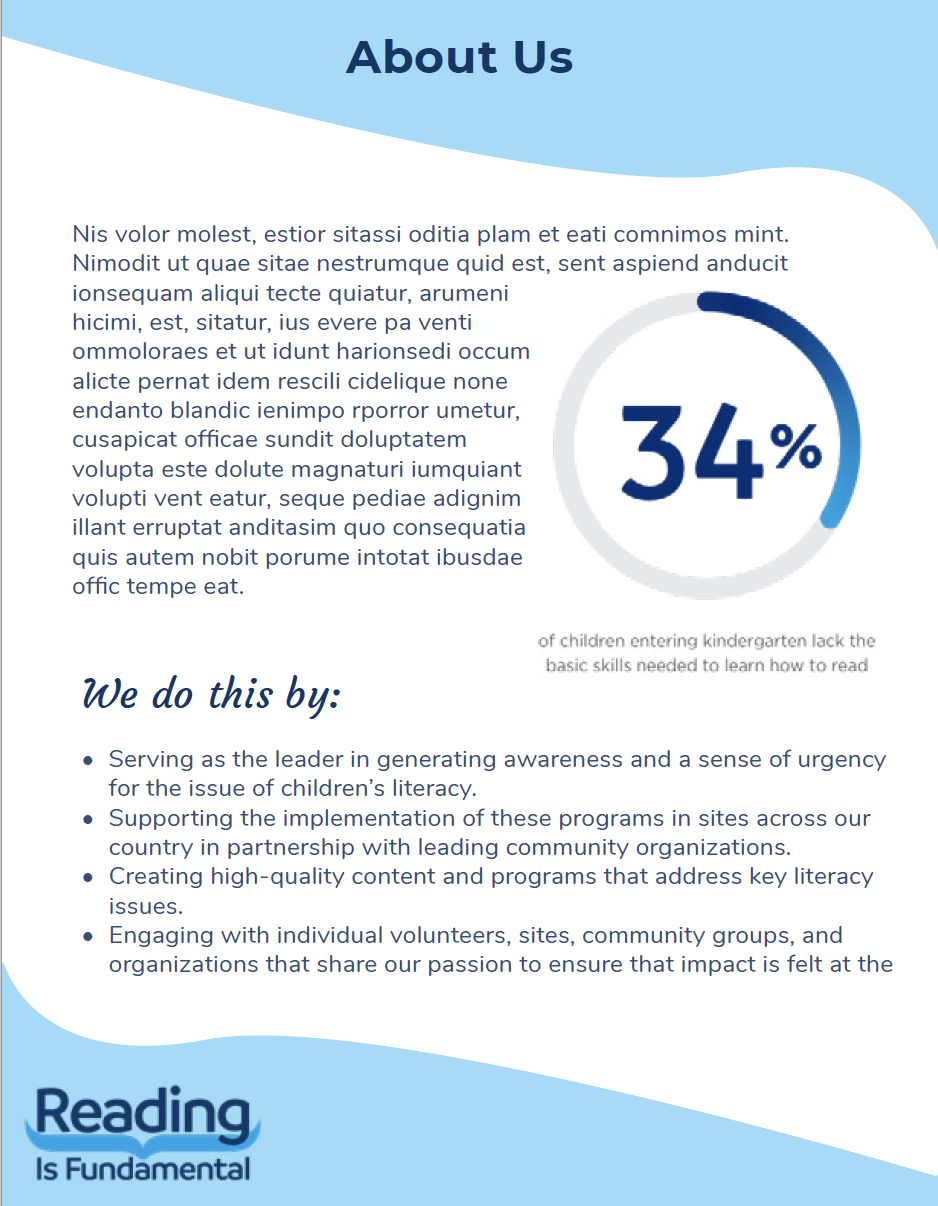 About Us
Nis volor molest, estior sitassi oditia plam et eati comnimos mint.
Nimodit ut quae sitae nestrumque quid est, sent aspiend anducit
ionsequam aliqui tecte quiatur, arumeni
hicimi, est, sitatur, ius evere pa venti
ommoloraes et ut idunt harionsedi occum
alicte pernat idem rescili cidelique none
endanto blandic ienimpo rporror umetur,
cusapicat officae sundit doluptatem
volupta este dolute magnaturi iumquiant
volupti vent eatur, seque pediae adignim
illant erruptat anditasim quo consequatia
quis autem nobit porume intotat ibusdae
offic tempe eat.
34%
of children entering kindergarten lack the
basic skills needed to learn how to read
We do this by:
• Serving as the leader in generating awareness and a sense of urgency
for the issue of children’s literacy.
• Supporting the implementation of these programs in sites across our
country in partnership with leading community organizations.
• Creating high-quality content and programs that address key literacy
issues.
• Engaging with individual volunteers, sites, community groups, and
organizations that share our passion to ensure that impact is felt at the
Reading
Is Fundamental